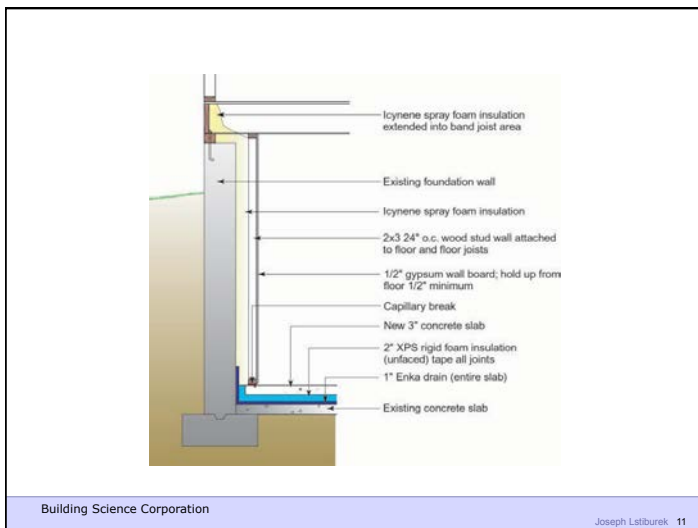 Icynene spray foam insulation
extended into band joist area
Existing foundation wall
Icynene spray foam insulation
2x3 24" o.c. wood stud wall attached
to floor and floor joists
1/2" gypsum wall board; hold up from
floor 1/2" minimum
Capillary break
New 3" concrete slab
2" XPS rigid foam insulation
(unfaced) tape all joints
1" Enka drain (entire slab)
Existing concrete slab
Building Science Corporation
Joseph Lstiburek 11